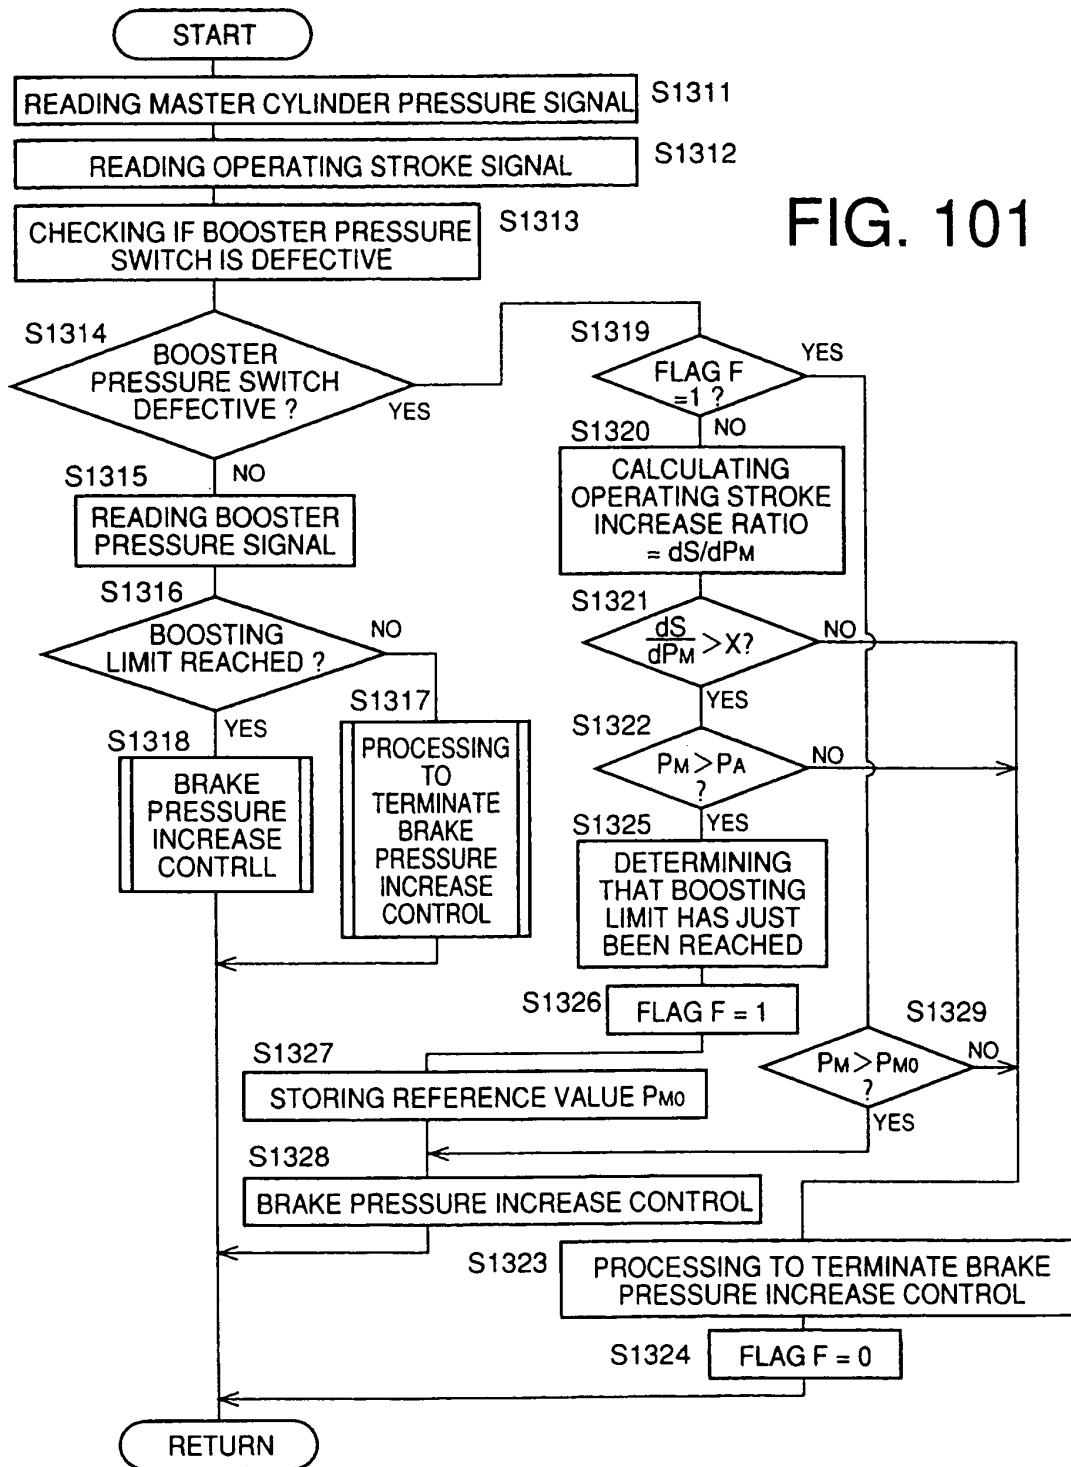 START
READING MASTER CYLINDER PRESSURE SIGNAL
S1311
READING OPERATING STROKE SIGNAL
S1312
CHECKING IF BOOSTER PRESSURE
SWITCH IS DEFECTIVE
S1313
FIG. 101
S1314
BOOSTER
PRESSURE SWITCH
DEFECTIVE ?
YES
NO
S1315
READING BOOSTER
PRESSURE SIGNAL
S1316
BOOSTING
LIMIT REACHED ?
NO
YES
S1317
PROCESSING
TO
TERMINATE
BRAKE
PRESSURE
INCREASE
CONTROL
S1318
BRAKE
PRESSURE
INCREASE
CONTRLL
S1319
FLAG F
=1 ?
YES
NO
S1320
CALCULATING
OPERATING STROKE
INCREASE RATIO
= dS/dPM
S1321
dS
dPM >X?
NO
YES
S1322
PM>PA
?
NO
YES
S1325
DETERMINING
THAT BOOSTING
LIMIT HAS JUST
BEEN REACHED
S1326
FLAG F = 1
S1329
PM>PM0
?
NO
YES
S1327
STORING REFERENCE VALUE PM0
S1328
BRAKE PRESSURE INCREASE CONTROL
S1323
PROCESSING TO TERMINATE BRAKE
PRESSURE INCREASE CONTROL
S1324
FLAG F = 0
RETURN